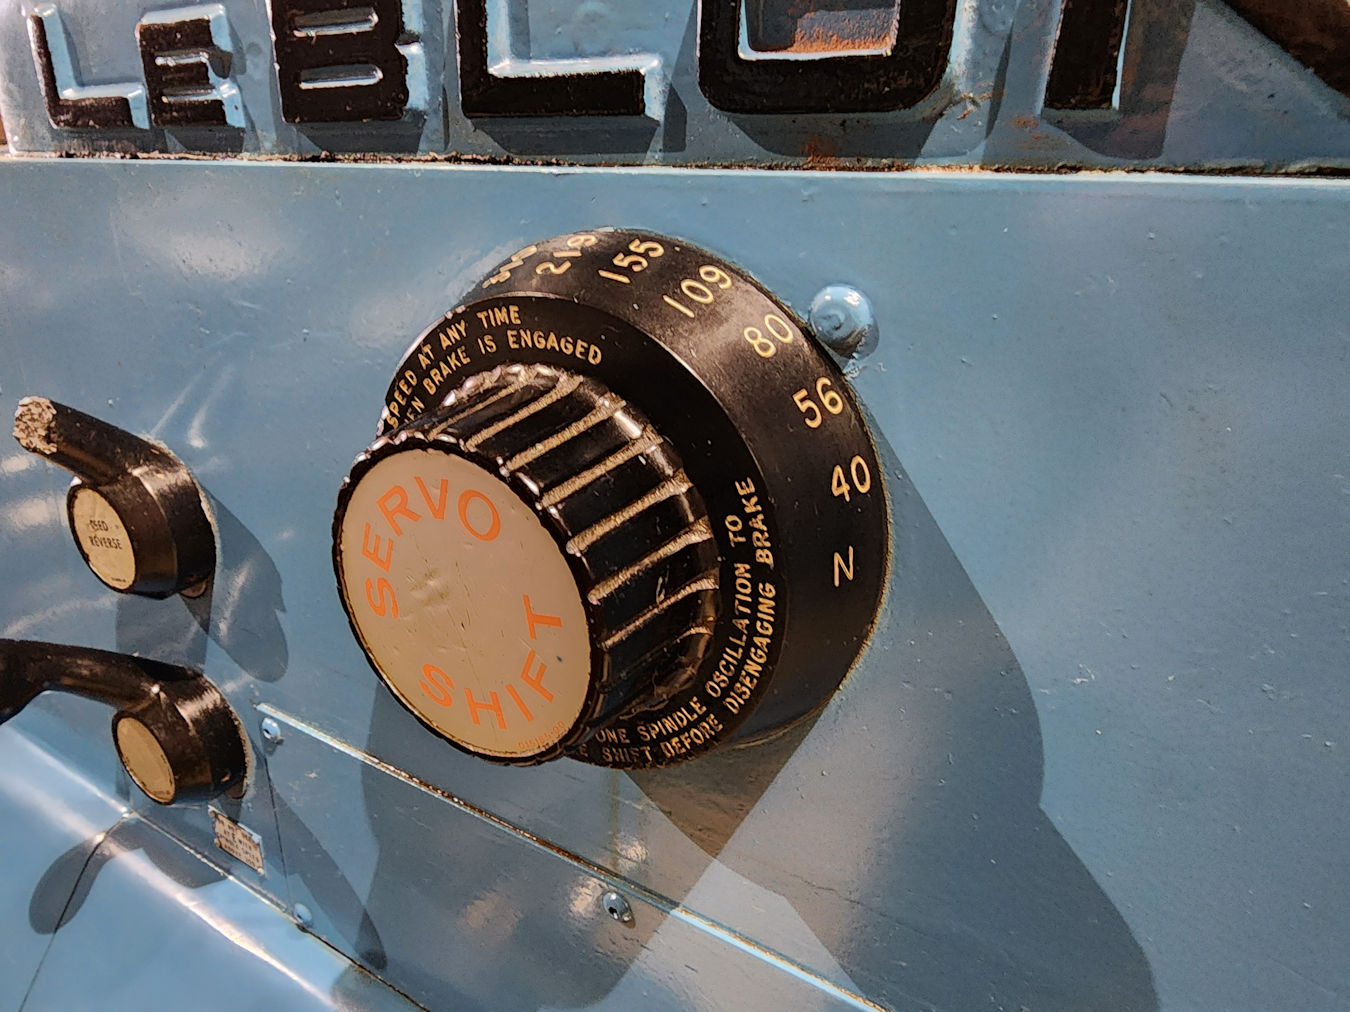 LeBLON
219
155
109
80
56
40
N
SPEED AT ANY TIME
BRAKE IS ENGAGED
ONE SPINDLE OSCILLATION TO
SHIFT BEFORE DISENGAGING BRAKE
SERVO
SHIFT
FEED
REVERSE